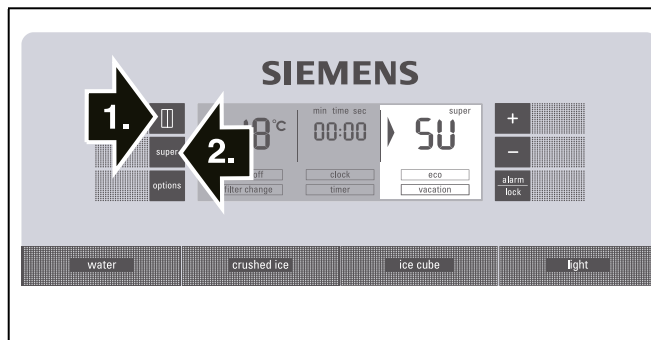 SIEMENS
1.
2.
super
options
°C
off
filter change
min time sec
00:00
clock
timer
super
SU
eco
vacation
+
−
alarm
lock
water
crushed ice
ice cube
light